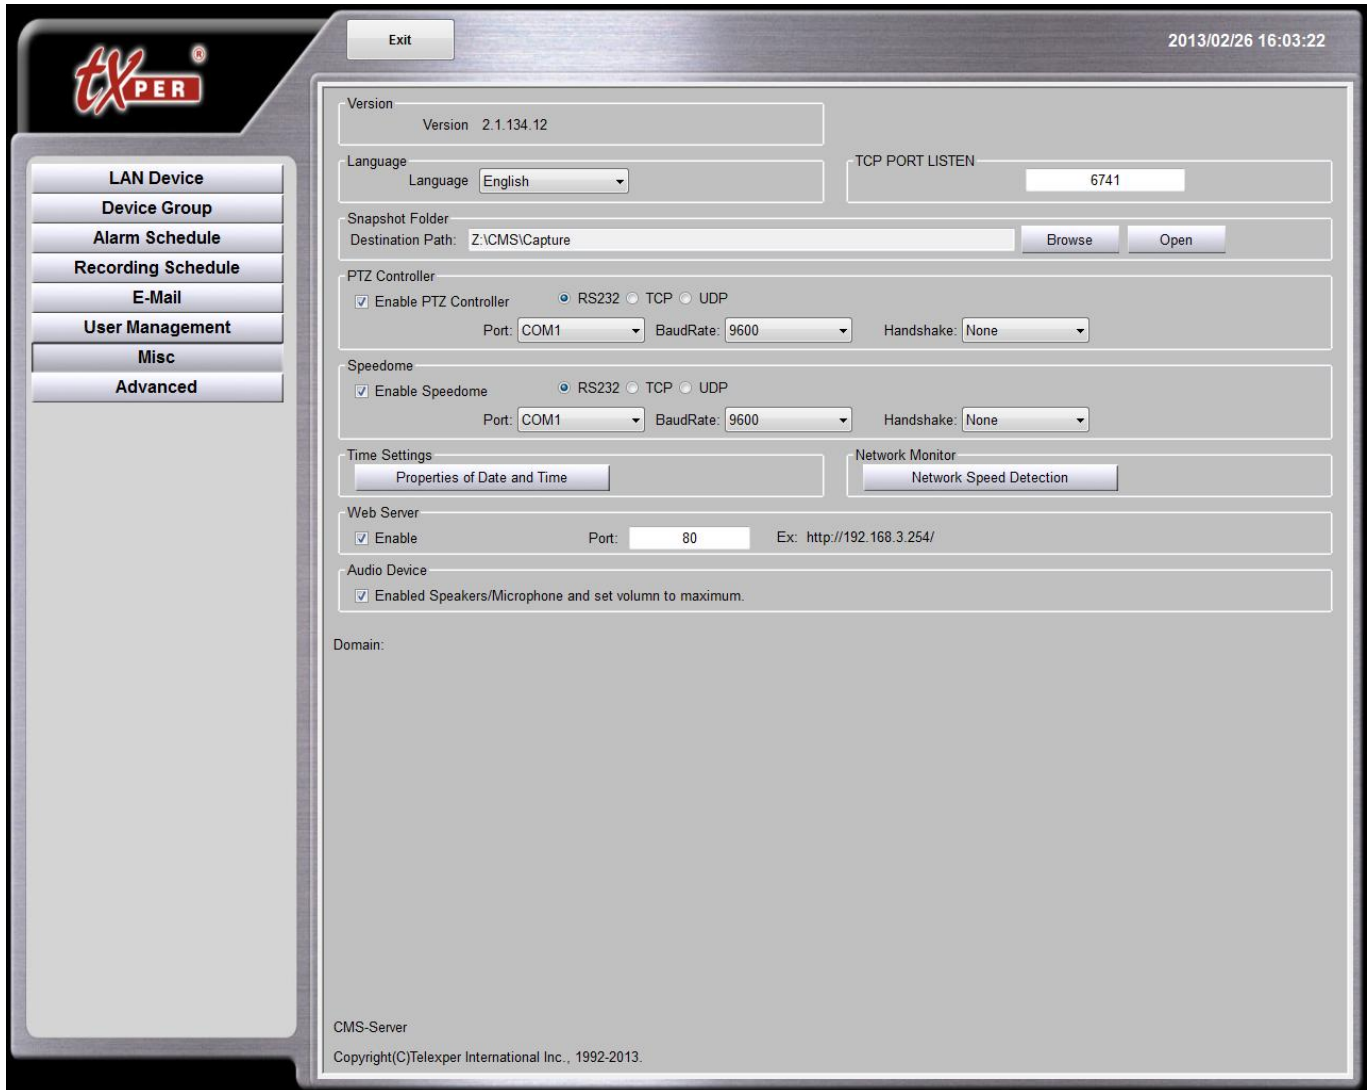 tXPER®
Exit
2013/02/26 16:03:22
LAN Device
Device Group
Alarm Schedule
Recording Schedule
E-Mail
User Management
Misc
Advanced
Version
Version 2.1.134.12
Language
Language English
TCP PORT LISTEN
6741
Snapshot Folder
Destination Path: Z:\CMS\Capture Browse Open
PTZ Controller
Enable PTZ Controller RS232 TCP UDP
Port: COM1 BaudRate: 9600 Handshake: None
Speedome
Enable Speedome RS232 TCP UDP
Port: COM1 BaudRate: 9600 Handshake: None
Time Settings
Properties of Date and Time
Network Monitor
Network Speed Detection
Web Server
Enable Port: 80 Ex: http://192.168.3.254/
Audio Device
Enabled Speakers/Microphone and set volumn to maximum.
Domain:
CMS-Server
Copyright(C)Telexper International Inc., 1992-2013.